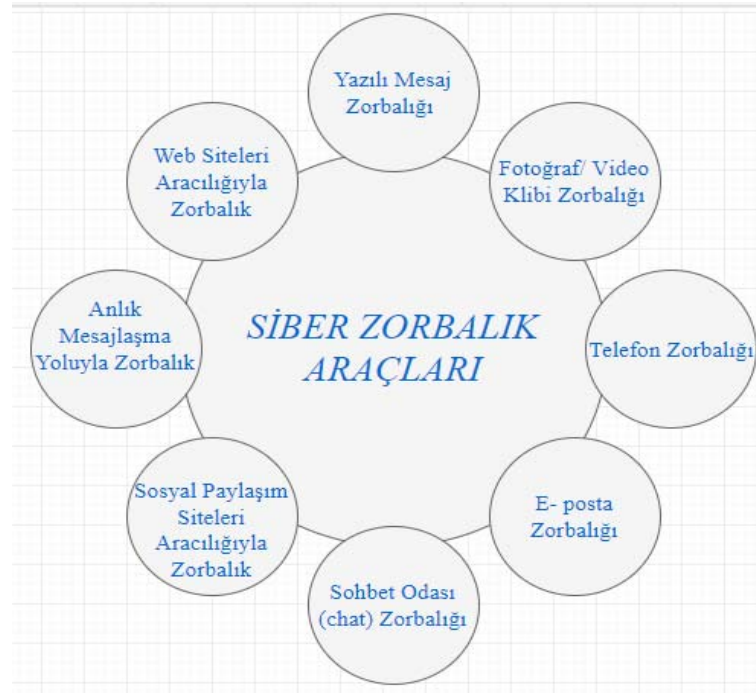 Yazılı Mesaj
Zorbalığı
Fotoğraf/ Video
Klibi Zorbalığı
Telefon Zorbalığı
E- posta
Zorbalığı
Sohbet Odası
(chat) Zorbalığı
Sosyal Paylaşım
Siteleri
Aracılığıyla
Zorbalık
Anlık
Mesajlaşma
Yoluyla Zorbalık
Web Siteleri
Aracılığıyla
Zorbalık
SİBER ZORBALIK
ARAÇLARI